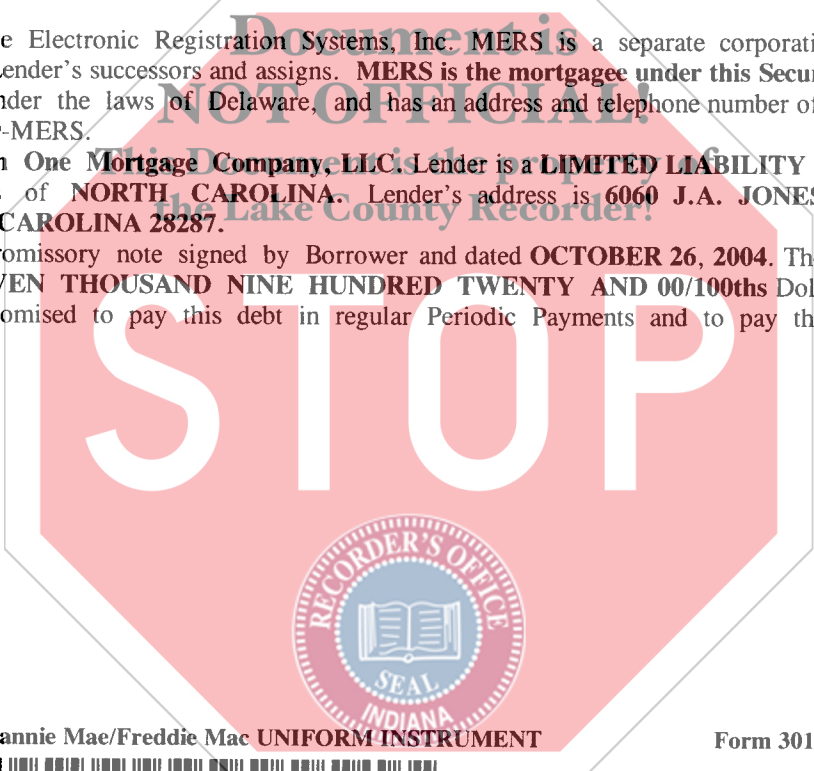 Document is
e Electronic Registration Systems, Inc. MERS is a separate corporati
ender's successors and assigns. MERS is the mortgagee under this Secu
NOT OFFICIAL!
nder the laws of Delaware, and has an address and telephone number of
-MERS.
This Document is the property of
n One Mortgage Company, LLC. Lender is a LIMITED LIABILITY
of NORTH CAROLINA. Lender's address is 6060 J.A. JONES
the Lake County Recorder!
CAROLINA 28287.
omissory note signed by Borrower and dated OCTOBER 26, 2004. Th
VEN THOUSAND NINE HUNDRED TWENTY AND 00/100ths Dol
omised to pay this debt in regular Periodic Payments and to pay th
STOP
RECORDER'S OFFICE
SEAL
INDIANA
annie Mae/Freddie Mac UNIFORM INSTRUMENT Form 301